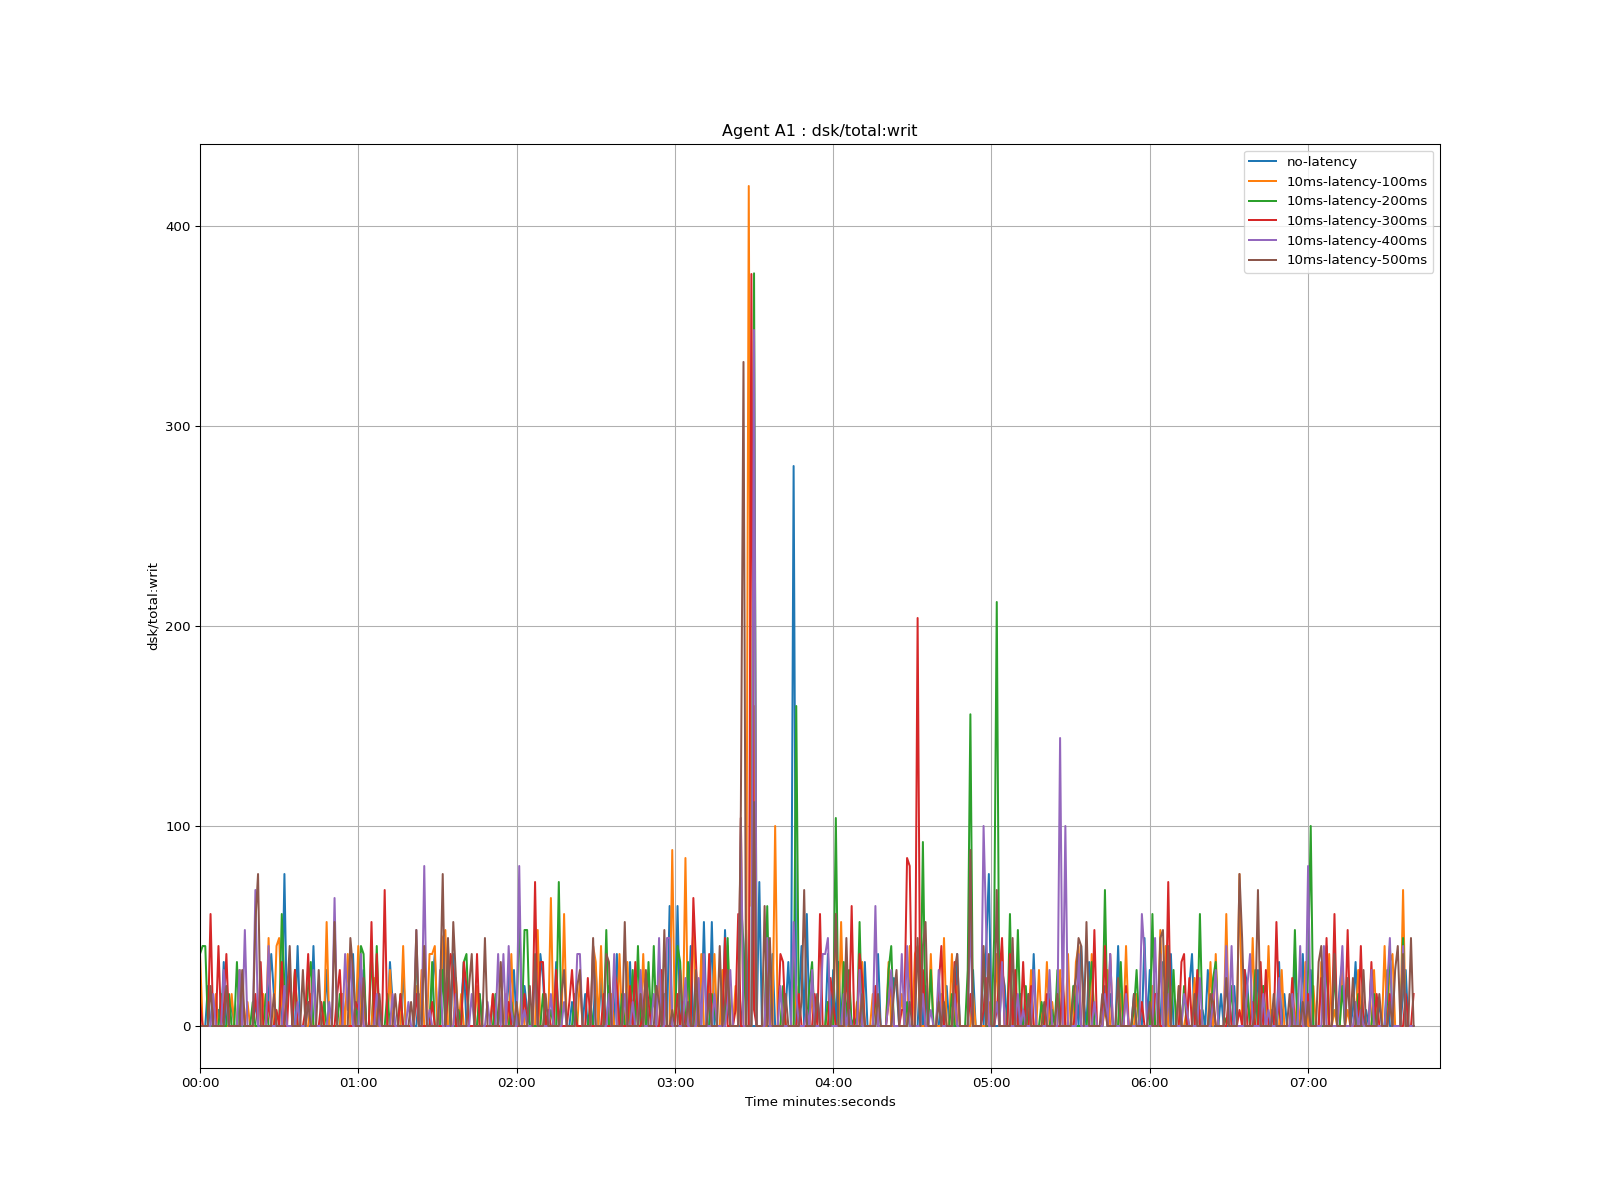 Agent A1 : dsk/total:writ
no-latency
10ms-latency-100ms
10ms-latency-200ms
10ms-latency-300ms
10ms-latency-400ms
10ms-latency-500ms
dsk/total:writ
400
300
200
100
0
00:00 01:00 02:00 03:00 04:00 05:00 06:00 07:00
Time minutes:seconds